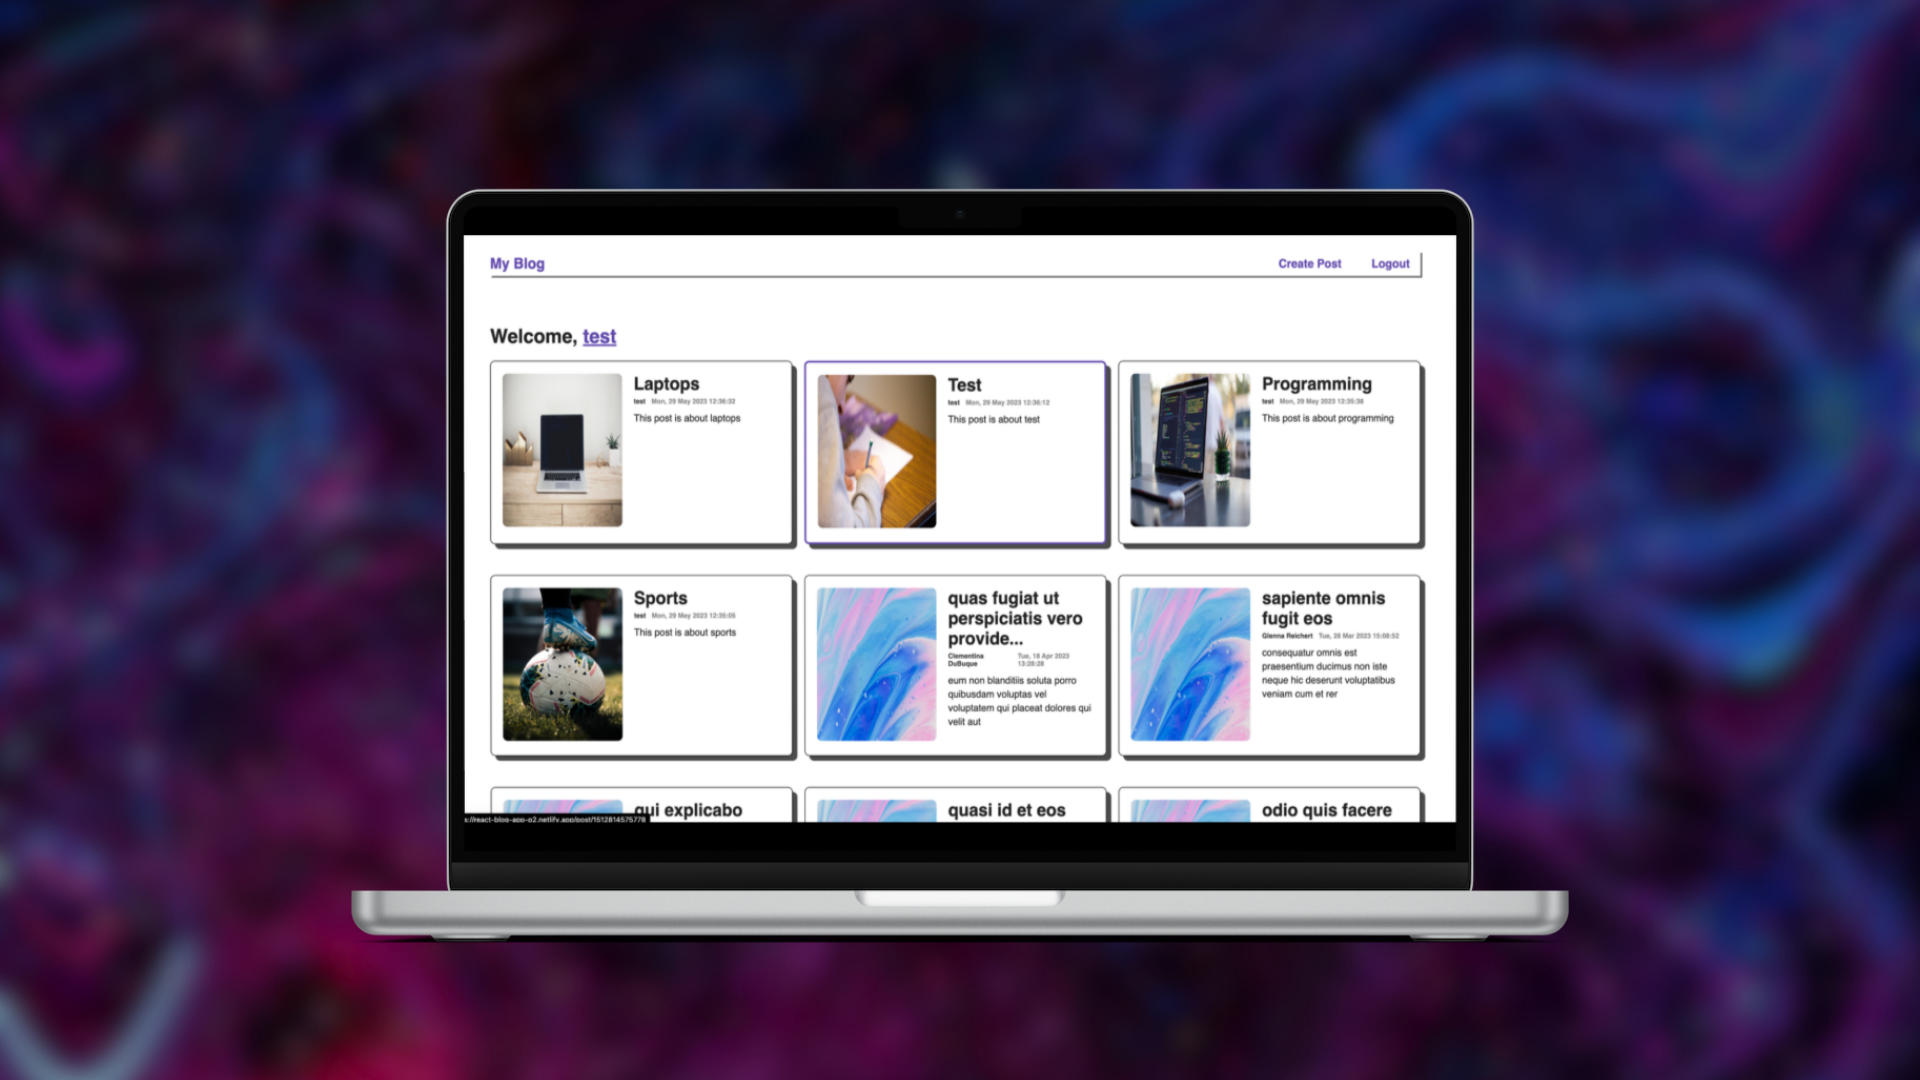 My Blog
Create Post
Logout
Welcome, test
Laptops
test Mon, 29 May 2023 12:36:32
This post is about laptops
Test
test Mon, 29 May 2023 12:36:12
This post is about test
Programming
test Mon, 29 May 2023 12:35:38
This post is about programming
Sports
test Mon, 29 May 2023 12:35:05
This post is about sports
quas fugiat ut
perspiciatis vero
provide...
Clementina
DuBuque
Tue, 18 Apr 2023
13:28:28
eum non blanditiis soluta porro
quibusdam voluptas vel
voluptatem qui placeat dolores qui
velit aut
sapiente omnis
fugit eos
Glenna Reichert Tue, 28 Mar 2023 15:08:52
consequatur omnis est
praesentium ducimus non iste
neque hic deserunt voluptatibus
veniam cum et rer
qui explicabo
quasi id et eos
odio quis facere
s://react-blog-app-o2.netlify.app/post/1512814575778